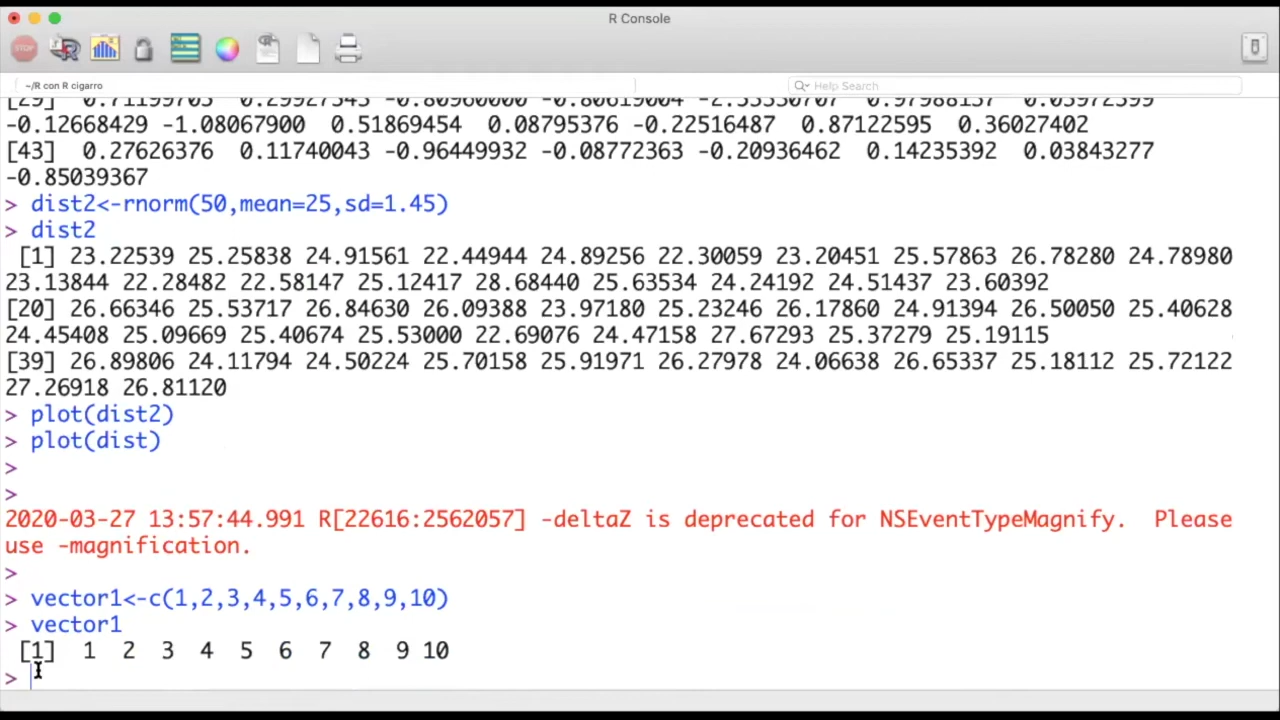 R Console
STOP
~/R con R cigarro
Help Search
[29] 0.71199703 0.29927343 -0.80960000 -0.80619004
-0.12668429 -1.08067900 0.51869454 0.08795376 -0.22516487 0.87122595 0.36027402
[43] 0.27626376 0.11740043 -0.96449932 -0.08772363 -0.20936462 0.14235392 0.03843277
-0.85039367
> dist2<-rnorm(50,mean=25,sd=1.45)
> dist2
[1] 23.22539 25.25838 24.91561 22.44944 24.89256 22.30059 23.20451 25.57863 26.78280 24.78980
23.13844 22.28482 22.58147 25.12417 28.68440 25.63534 24.24192 24.51437 23.60392
[20] 26.66346 25.53717 26.84630 26.09388 23.97180 25.23246 26.17860 24.91394 26.50050 25.40628
24.45408 25.09669 25.40674 25.53000 22.69076 24.47158 27.67293 25.37279 25.19115
[39] 26.89806 24.11794 24.50224 25.70158 25.91971 26.27978 24.06638 26.65337 25.18112 25.72122
27.26918 26.81120
> plot(dist2)
> plot(dist)
>
>
2020-03-27 13:57:44.991 R[22616:2562057] -deltaZ is deprecated for NSEventTypeMagnify. Please
use -magnification.
>
> vector1<-c(1,2,3,4,5,6,7,8,9,10)
> vector1
[1] 1 2 3 4 5 6 7 8 9 10
>